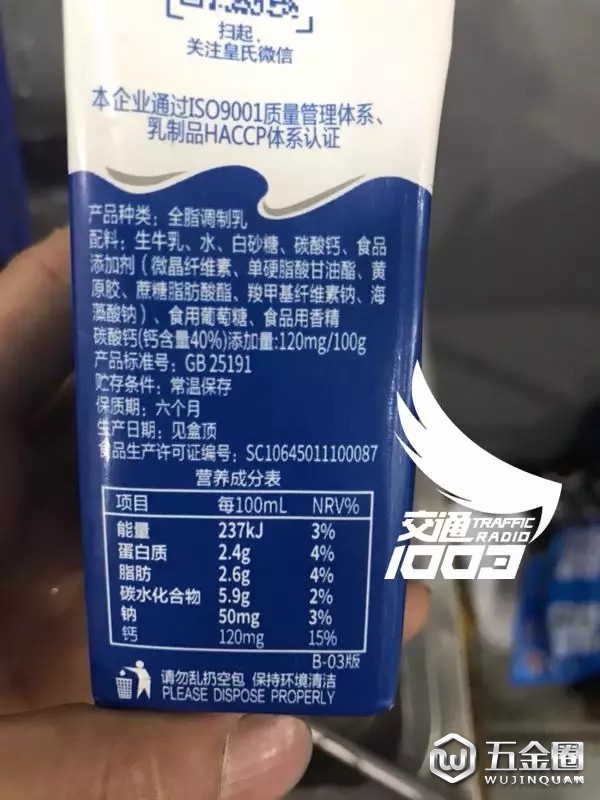 扫起,
关注皇氏微信
本企业通过ISO9001质量管理体系、
乳制品HACCP体系认证
产品种类：全脂调制乳
配料：生牛乳、水、白砂糖、碳酸钙、食品
添加剂（微晶纤维素、单硬脂酸甘油酯、黄
原胶、蔗糖脂肪酸酯、羧甲基纤维素钠、海
藻酸钠）、食用葡萄糖、食品用香精
碳酸钙(钙含量40%)添加量:120mg/100g
产品标准号：GB 25191
贮存条件：常温保存
保质期：六个月
生产日期：见盒顶
食品生产许可证编号：SC10645011100087
营养成分表
项目 每100mL NRV%
能量 237kJ 3%
蛋白质 2.4g 4%
脂肪 2.6g 4%
碳水化合物 5.9g 2%
钠 50mg 3%
钙 120mg 15%
B-03版
请勿乱扔空包 保持环境清洁
PLEASE DISPOSE PROPERLY
交通 TRAFFIC
RADIO
1003
五金圈
WUJINQUAN